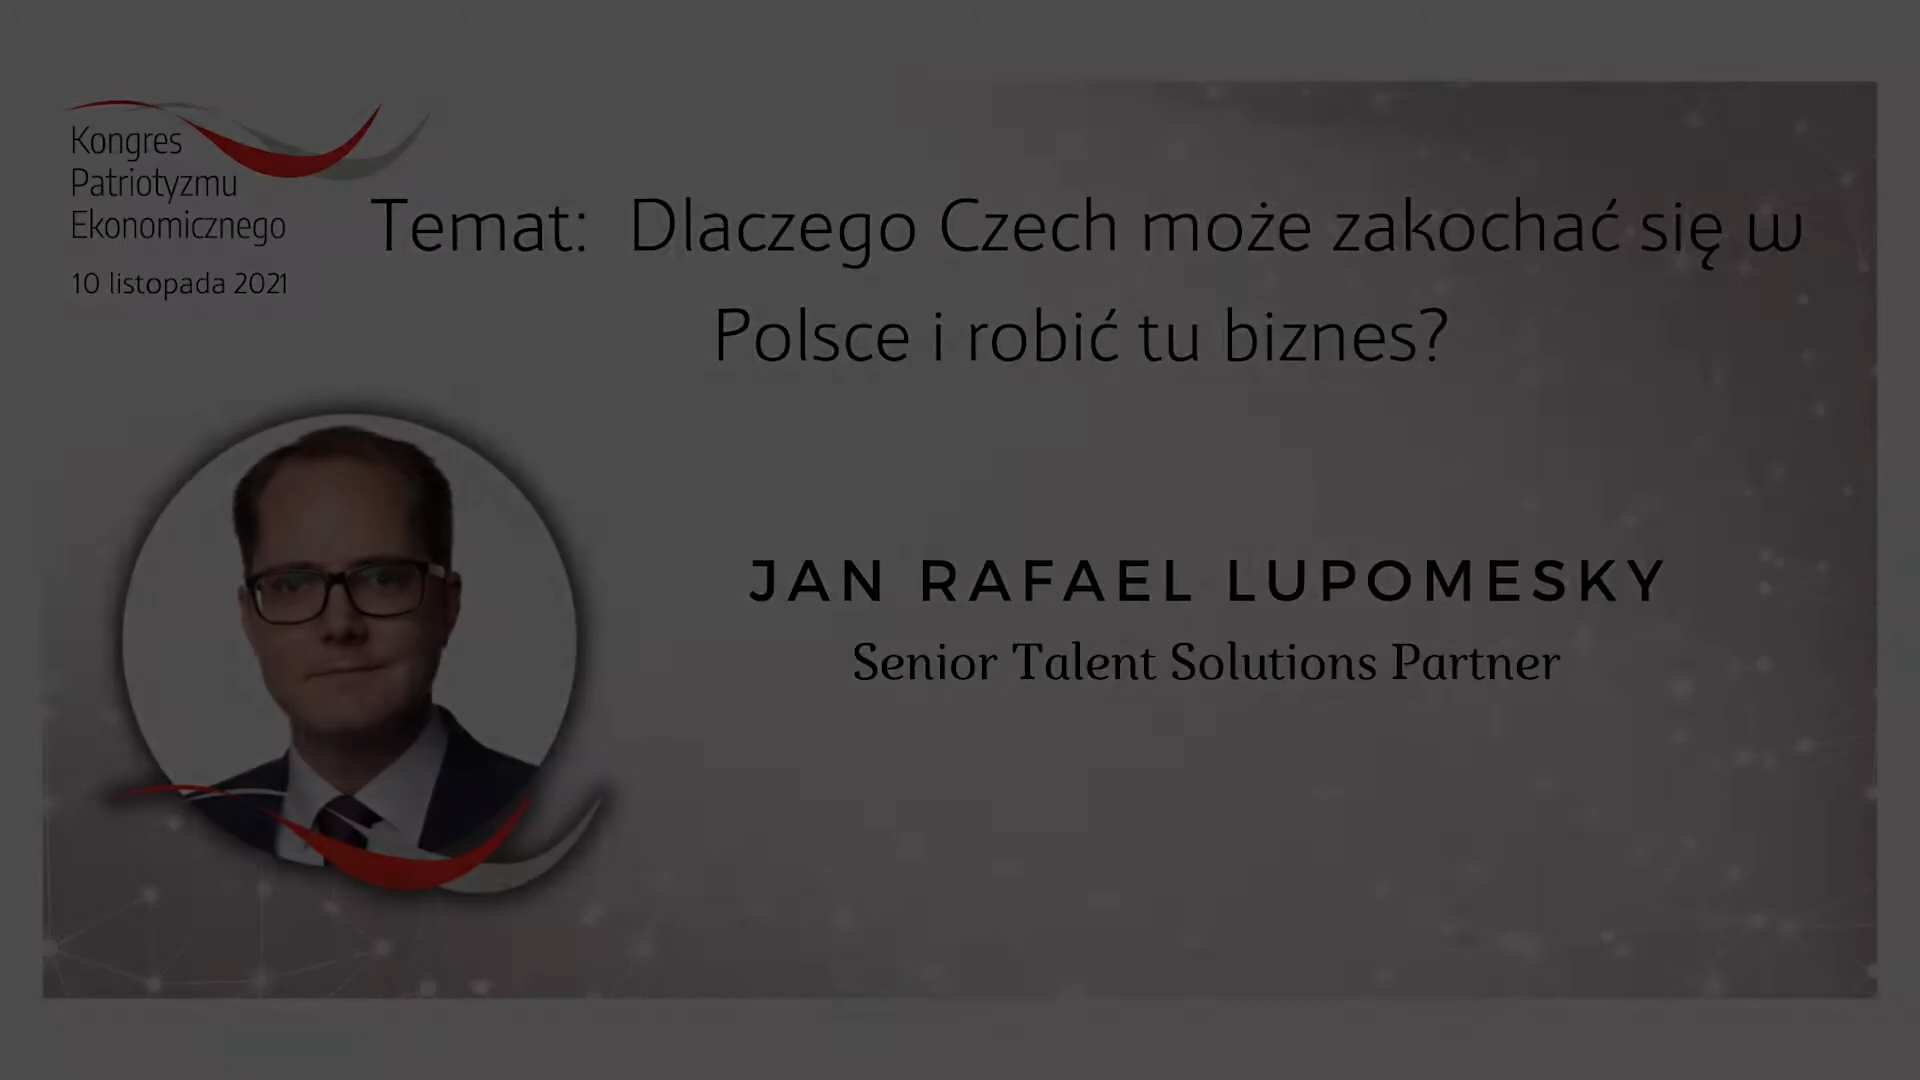 Kongres
Patriotyzmu
Ekonomicznego
10 listopada 2021
Temat: Dlaczego Czech może zakochać się w
Polsce i robić tu biznes?
JAN RAFAEL LUPOMESKY
Senior Talent Solutions Partner